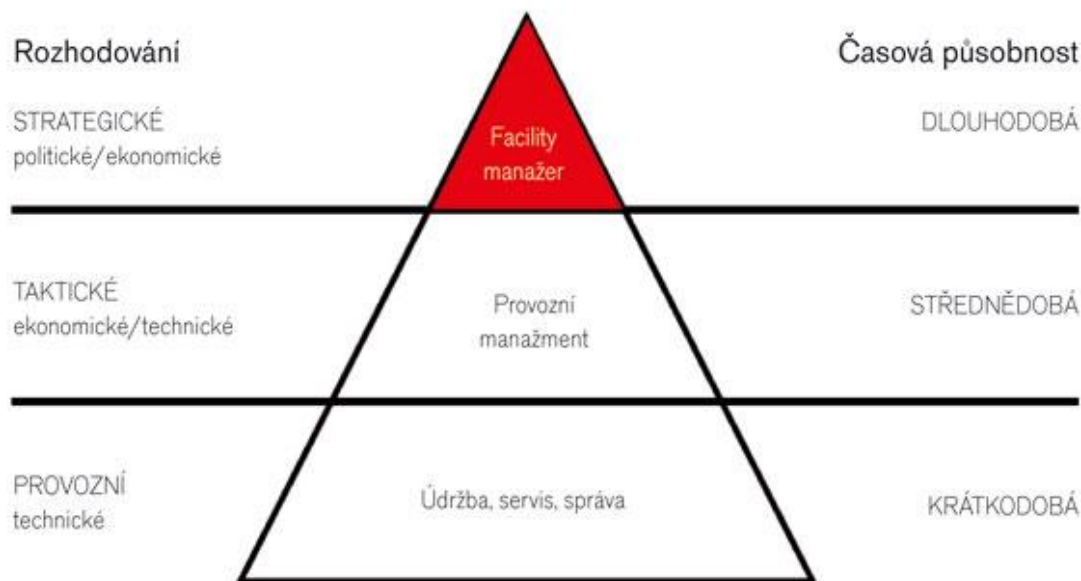 Rozhodování
Časová působnost
STRATEGICKÉ
politické/ekonomické
Facility
manažer
DLOUHODOBÁ
TAKTICKÉ
ekonomické/technické
Provozní
manažment
STŘEDNĚDOBÁ
PROVOZNÍ
technické
Údržba, servis, správa
KRÁTKODOBÁ